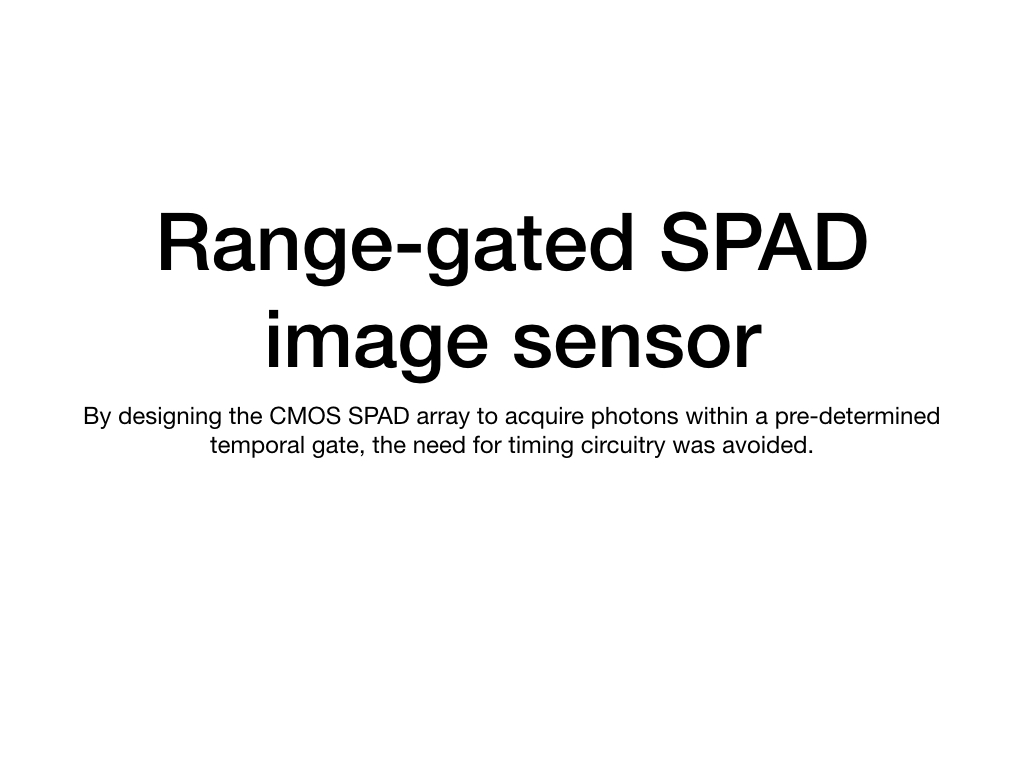 Range-gated SPAD
image sensor
By designing the CMOS SPAD array to acquire photons within a pre-determined
temporal gate, the need for timing circuitry was avoided.